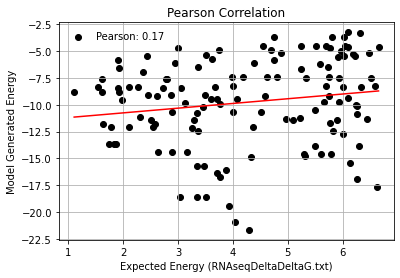 Pearson Correlation
Pearson: 0.17
−2.5
−5.0
−7.5
−10.0
−12.5
−15.0
−17.5
−20.0
−22.5
Model Generated Energy
1 2 3 4 5 6
Expected Energy (RNAseqDeltaDeltaG.txt)